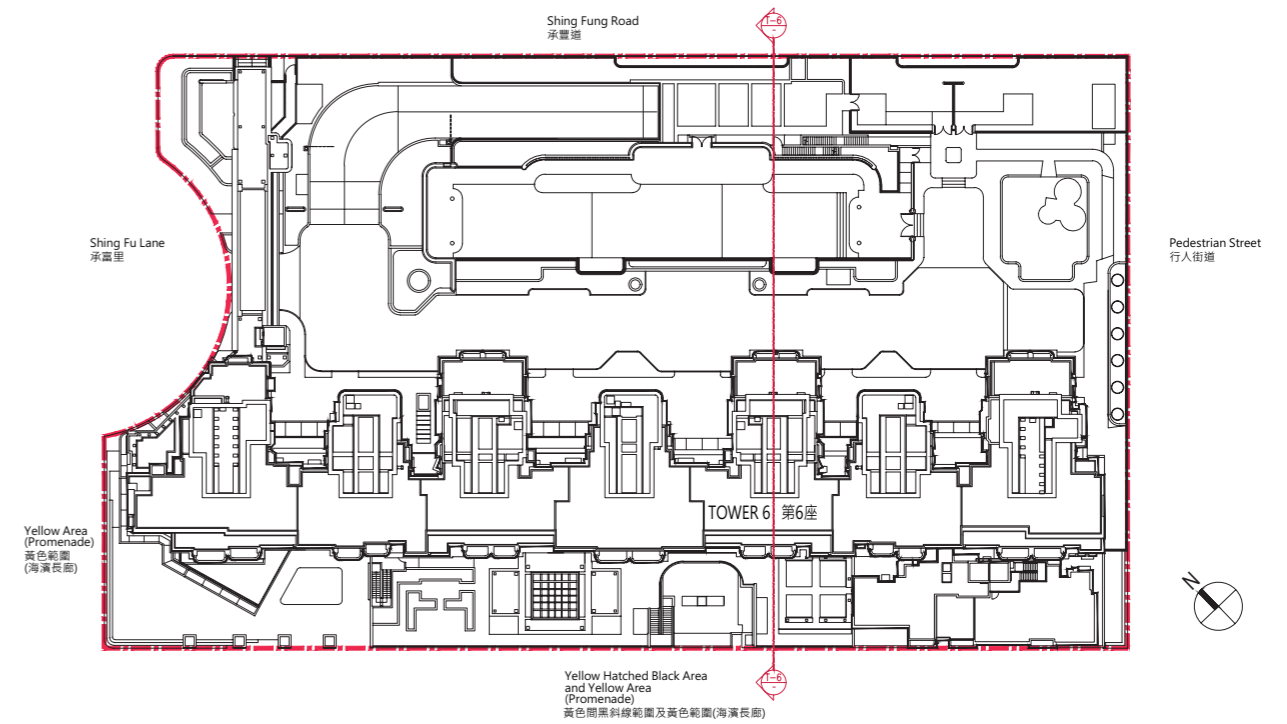 Shing Fung Road
承豐道
T-6
-
Shing Fu Lane
承富里
Pedestrian Street
行人街道
TOWER 6 第6座
Yellow Area
(Promenade)
黃色範圍
(海濱長廊)
N
T-6
-
Yellow Hatched Black Area
and Yellow Area
(Promenade)
黃色間黑斜線範圍及黃色範圍(海濱長廊)